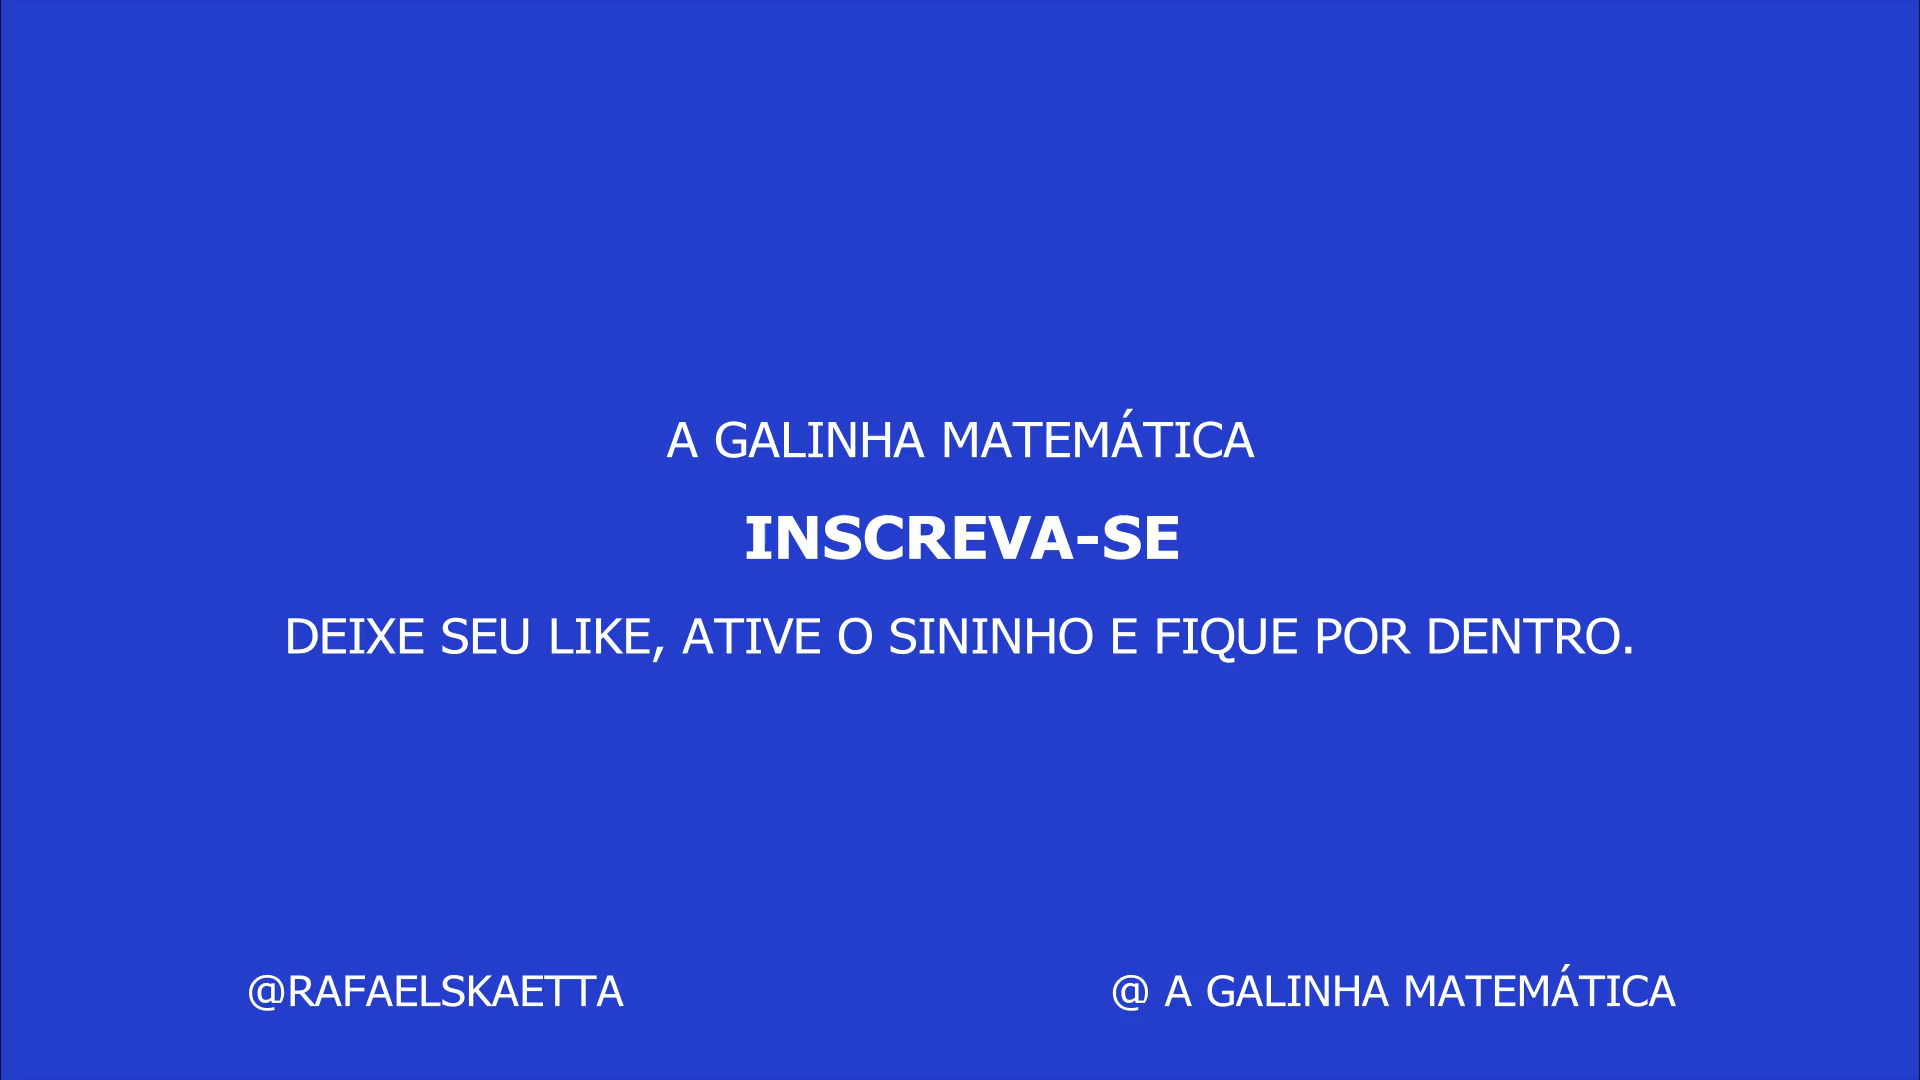 A GALINHA MATEMÁTICA
INSCREVA-SE
DEIXE SEU LIKE, ATIVE O SININHO E FIQUE POR DENTRO.
@RAFAELSKAETTA
@ A GALINHA MATEMÁTICA